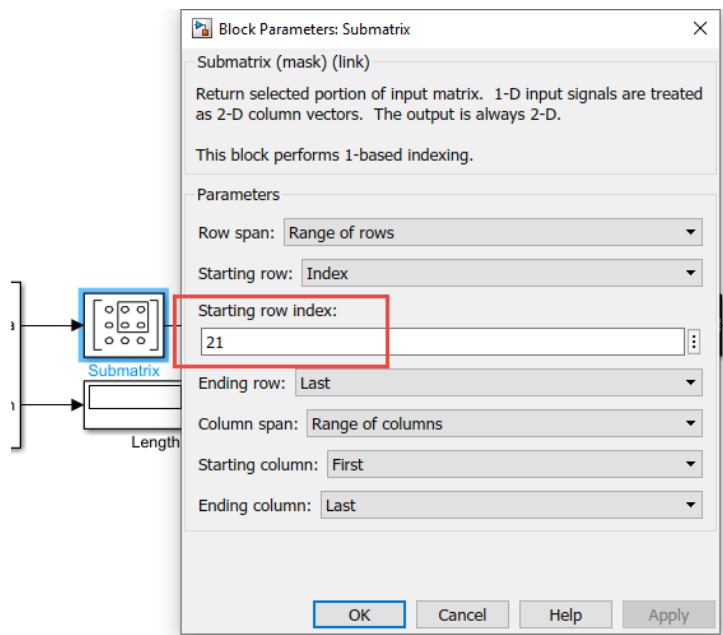 Block Parameters: Submatrix
Submatrix (mask) (link)
Return selected portion of input matrix. 1-D input signals are treated
as 2-D column vectors. The output is always 2-D.
This block performs 1-based indexing.
Parameters
Row span: Range of rows
Starting row: Index
Starting row index:
21
Ending row: Last
Column span: Range of columns
Starting column: First
Ending column: Last
OK Cancel Help Apply
Submatrix
Length